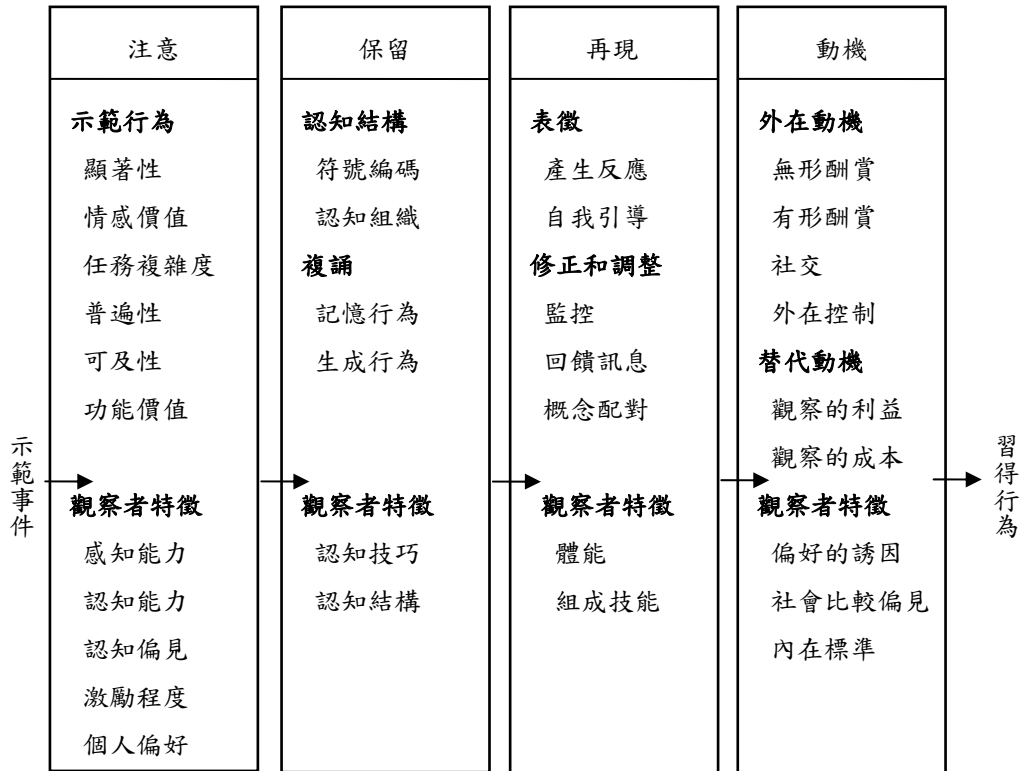 示範事件
注意
示範行為
顯著性
情感價值
任務複雜度
普遍性
可及性
功能價值
觀察者特徵
感知能力
認知能力
認知偏見
激勵程度
個人偏好
保留
認知結構
符號編碼
認知組織
複誦
記憶行為
生成行為
觀察者特徵
認知技巧
認知結構
再現
表徵
產生反應
自我引導
修正和調整
監控
回饋訊息
概念配對
觀察者特徵
體能
組成技能
動機
外在動機
無形酬賞
有形酬賞
社交
外在控制
替代動機
觀察的利益
觀察的成本
觀察者特徵
偏好的誘因
社會比較偏見
內在標準
習得行為